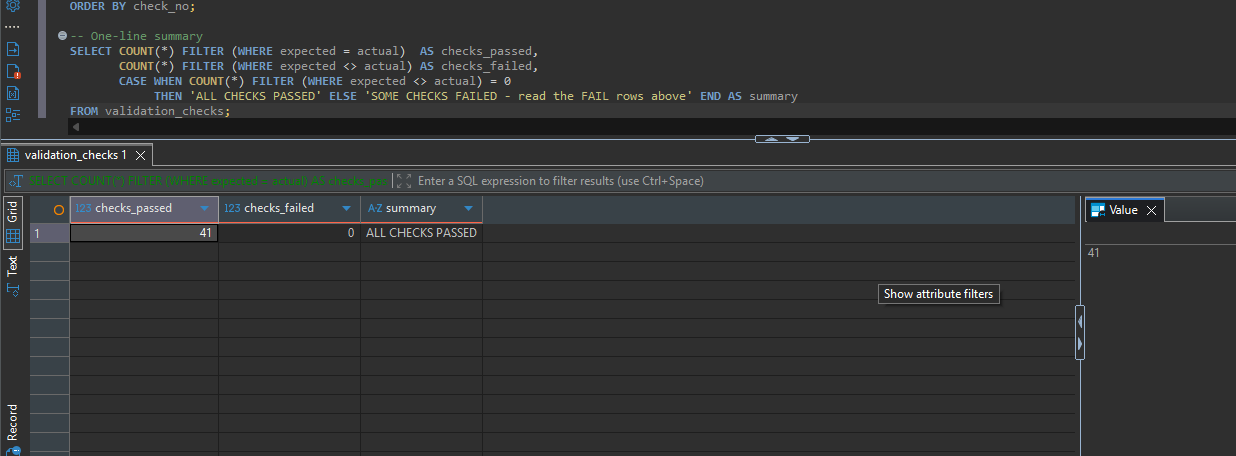 ORDER BY check_no;
-- One-line summary
SELECT COUNT(*) FILTER (WHERE expected = actual)  AS checks_passed,
       COUNT(*) FILTER (WHERE expected <> actual) AS checks_failed,
       CASE WHEN COUNT(*) FILTER (WHERE expected <> actual) = 0
            THEN 'ALL CHECKS PASSED' ELSE 'SOME CHECKS FAILED - read the FAIL rows above' END AS summary
FROM validation_checks;
validation_checks 1
SELECT COUNT(*) FILTER (WHERE expected = actual) AS checks_pas
Enter a SQL expression to filter results (use Ctrl+Space)
Grid
Text
Record
123 checks_passed
123 checks_failed
A-Z summary
1
41
0
ALL CHECKS PASSED
Show attribute filters
Value
41